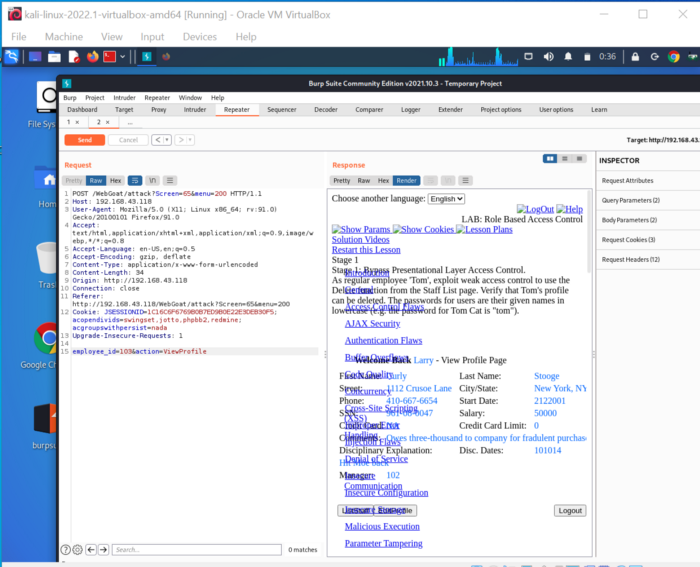 kali-linux-2022.1-virtualbox-amd64 [Running] - Oracle VM VirtualBox
File Machine View Input Devices Help
0:36
Burp Suite Community Edition v2021.10.3 - Temporary Project
Burp Project Intruder Repeater Window Help
Dashboard Target Proxy Intruder Repeater Sequencer Decoder Comparer Logger Extender Project options User options Learn
1 × 2 × ...
Send Cancel < >
Target: http://192.168.43.
Request
Pretty Raw Hex \n
1 POST /WebGoat/attack?Screen=65&menu=200 HTTP/1.1
2 Host: 192.168.43.118
3 User-Agent: Mozilla/5.0 (X11; Linux x86_64; rv:91.0)
Gecko/20100101 Firefox/91.0
4 Accept:
text/html,application/xhtml+xml,application/xml;q=0.9,image/w
ebp,*/*;q=0.8
5 Accept-Language: en-US,en;q=0.5
6 Accept-Encoding: gzip, deflate
7 Content-Type: application/x-www-form-urlencoded
8 Content-Length: 34
9 Origin: http://192.168.43.118
10 Connection: close
11 Referer:
http://192.168.43.118/WebGoat/attack?Screen=65&menu=200
12 Cookie: JSESSIONID=1C16C6F6769B0B7ED9B0E22E3DEB30F5;
acopendivids=swingset,jotto,phpbb2,redmine;
acgroupswithpersist=nada
13 Upgrade-Insecure-Requests: 1
14
15 employee_id=103&action=ViewProfile
Search...
0 matches
Response
Pretty Raw Hex Render \n
Choose another language: English
LogOut Help
LAB: Role Based Access Control
Show Params Show Cookies Lesson Plans
Solution Videos
Restart this Lesson
Stage 1
Stage 1: Bypass Presentational Layer Access Control.
As regular employee 'Tom', exploit weak access control to use the
Delete function from the Staff List page. Verify that Tom's profile
can be deleted. The passwords for users are their given names in
lowercase (e.g. the password for Tom Cat is "tom").
Introduction
General
Access Control Flaws
AJAX Security
Authentication Flaws
Buffer Overflows
Code Quality
Concurrency
Cross-Site Scripting
(XSS)
Improper Error
Handling
Injection Flaws
Denial of Service
Insecure
Communication
Insecure Configuration
Insecure Storage
Malicious Execution
Parameter Tampering
Welcome Back Larry - View Profile Page
First Name: Curly Last Name: Stooge
Street: 1112 Crusoe Lane City/State: New York, NY
Phone: 410-667-6654 Start Date: 2122001
SSN: 961-08-0047 Salary: 50000
Credit Card: NA Credit Card Limit: 0
Comments: Owes three-thousand to company for fradulent purchas
Disciplinary Explanation: Disc. Dates: 101014
Hit Moe back
Manager: 102
ListStaff EditProfile Logout
INSPECTOR
Request Attributes
Query Parameters (2)
Body Parameters (2)
Request Cookies (3)
Request Headers (12)
File Sys
Home
Trash
Google Ch
burpsu